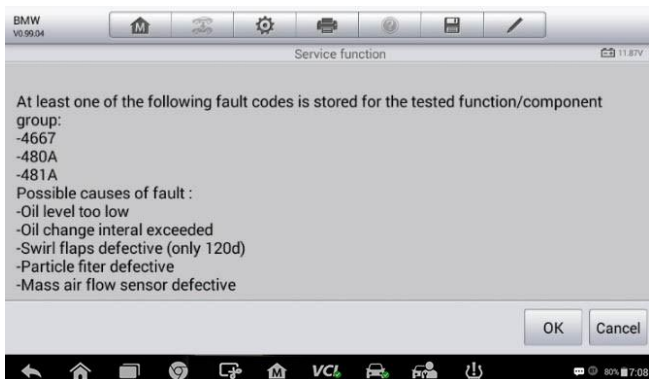 BMW
V0.99.04
Service function
11.87V
At least one of the following fault codes is stored for the tested function/component
group:
-4667
-480A
-481A
Possible causes of fault :
-Oil level too low
-Oil change interal exceeded
-Swirl flaps defective (only 120d)
-Particle fiter defective
-Mass air flow sensor defective
OK Cancel
M VCI 80% 7:08